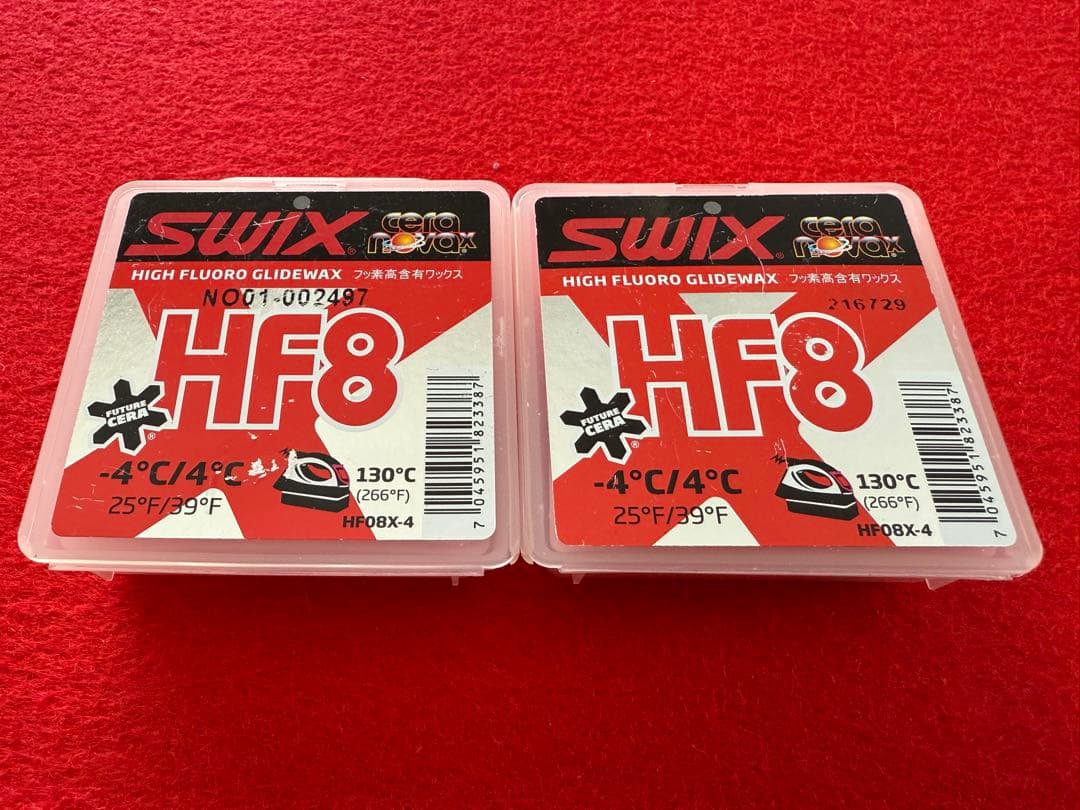 SWIX® cera novax®
HIGH FLUORO GLIDEWAX フッ素高含有ワックス
NO01-002497
HF8
FUTURE CERA®
-4°C/4°C
25°F/39°F
130°C
(266°F)
HF08X-4
7 045951 823387
SWIX® cera novax®
HIGH FLUORO GLIDEWAX フッ素高含有ワックス
216729
HF8
FUTURE CERA®
-4°C/4°C
25°F/39°F
130°C
(266°F)
HF08X-4
7 045951 823387